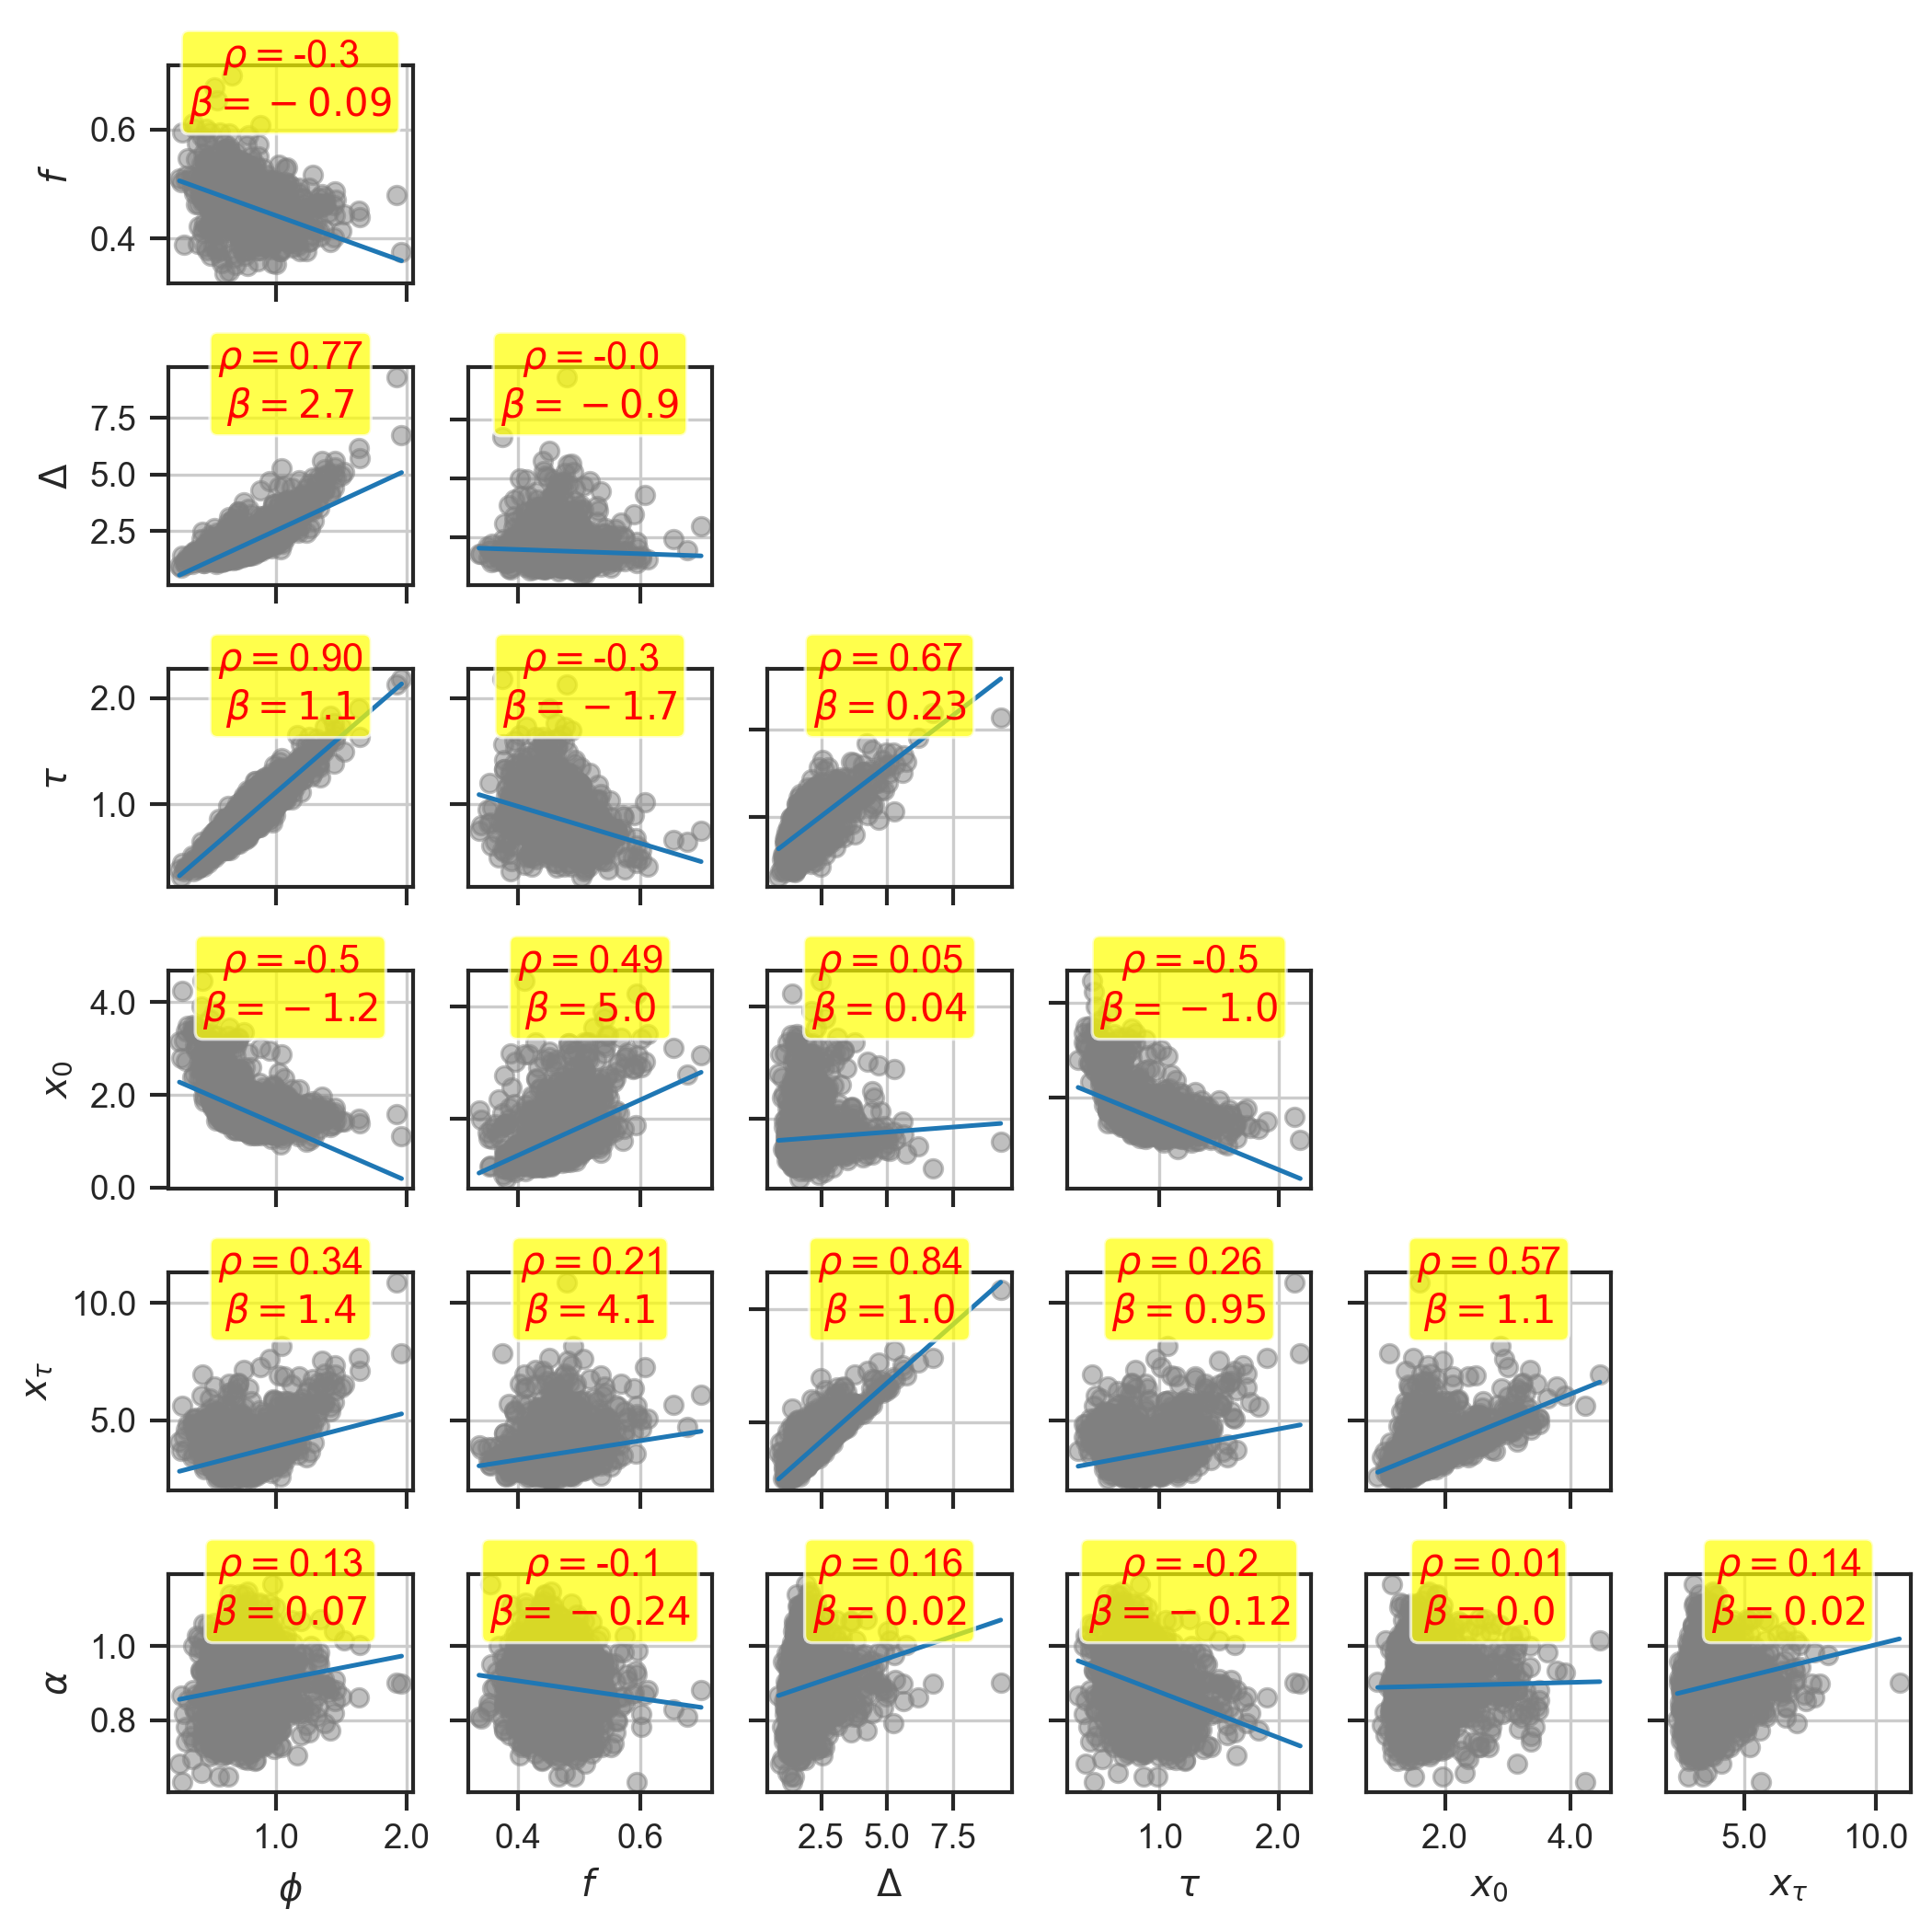 ρ = -0.3
β = − 0.09
0.6
0.4
f
ρ = 0.77
β = 2.7
ρ = -0.0
β = − 0.9
7.5
5.0
2.5
Δ
ρ = 0.90
β = 1.1
ρ = -0.3
β = − 1.7
ρ = 0.67
β = 0.23
2.0
1.0
τ
ρ = -0.5
β = − 1.2
ρ = 0.49
β = 5.0
ρ = 0.05
β = 0.04
ρ = -0.5
β = − 1.0
4.0
2.0
0.0
x₀
ρ = 0.34
β = 1.4
ρ = 0.21
β = 4.1
ρ = 0.84
β = 1.0
ρ = 0.26
β = 0.95
ρ = 0.57
β = 1.1
10.0
5.0
x_τ
ρ = 0.13
β = 0.07
ρ = -0.1
β = − 0.24
ρ = 0.16
β = 0.02
ρ = -0.2
β = − 0.12
ρ = 0.01
β = 0.0
ρ = 0.14
β = 0.02
1.0
0.8
α
1.0 2.0 0.4 0.6 2.5 5.0 7.5 1.0 2.0 2.0 4.0 5.0 10.0
ϕ f Δ τ x₀ x_τ